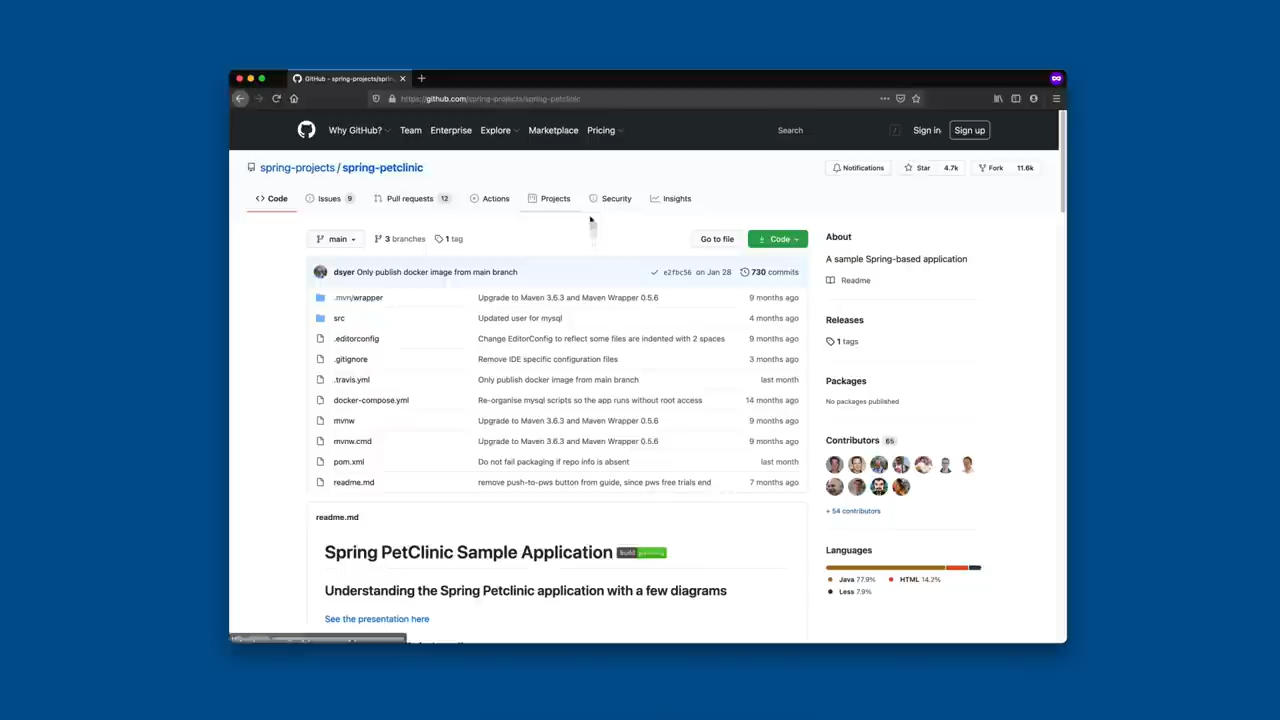 GitHub - spring-projects/sprin
https://github.com/spring-projects/spring-petclinic
Why GitHub? Team Enterprise Explore Marketplace Pricing Search / Sign in Sign up
spring-projects / spring-petclinic Notifications Star 4.7k Fork 11.6k
Code Issues 9 Pull requests 12 Actions Projects Security Insights
main 3 branches 1 tag Go to file Code
dsyer Only publish docker image from main branch e2fbc56 on Jan 28 730 commits
.mvn/wrapper Upgrade to Maven 3.6.3 and Maven Wrapper 0.5.6 9 months ago
src Updated user for mysql 4 months ago
.editorconfig Change EditorConfig to reflect some files are indented with 2 spaces 9 months ago
.gitignore Remove IDE specific configuration files 3 months ago
.travis.yml Only publish docker image from main branch last month
docker-compose.yml Re-organise mysql scripts so the app runs without root access 14 months ago
mvnw Upgrade to Maven 3.6.3 and Maven Wrapper 0.5.6 9 months ago
mvnw.cmd Upgrade to Maven 3.6.3 and Maven Wrapper 0.5.6 9 months ago
pom.xml Do not fail packaging if repo info is absent last month
readme.md remove push-to-pws button from guide, since pws free trials end 7 months ago
readme.md
Spring PetClinic Sample Application build passing
Understanding the Spring Petclinic application with a few diagrams
See the presentation here
About
A sample Spring-based application
Readme
Releases
1 tags
Packages
No packages published
Contributors 65
+ 54 contributors
Languages
Java 77.9% HTML 14.2%
Less 7.9%